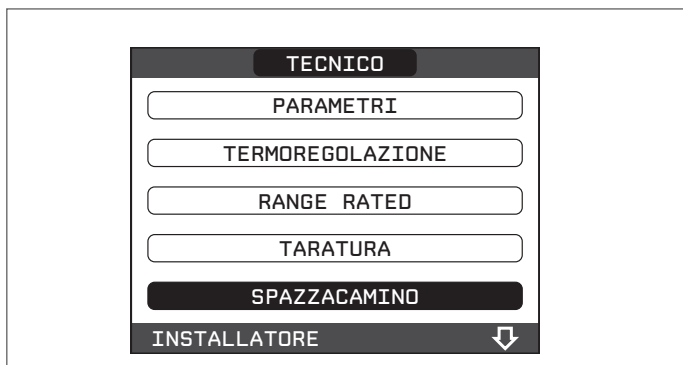 TECNICO
PARAMETRI
TERMOREGOLAZIONE
RANGE RATED
TARATURA
SPAZZACAMINO
INSTALLATORE